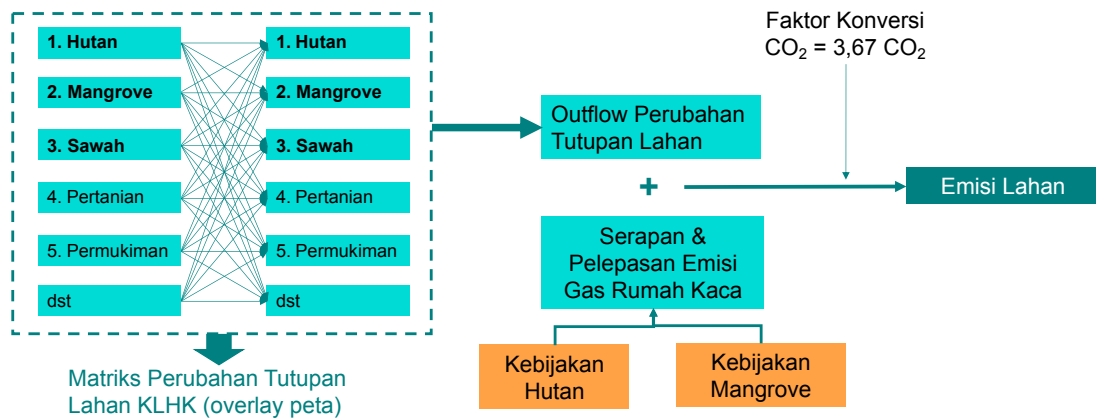 1. Hutan
2. Mangrove
3. Sawah
4. Pertanian
5. Permukiman
dst
1. Hutan
2. Mangrove
3. Sawah
4. Pertanian
5. Permukiman
dst
Matriks Perubahan Tutupan
Lahan KLHK (overlay peta)
Outflow Perubahan
Tutupan Lahan
+
Serapan &
Pelepasan Emisi
Gas Rumah Kaca
Kebijakan
Hutan
Kebijakan
Mangrove
Faktor Konversi
CO₂ = 3,67 CO₂
Emisi Lahan